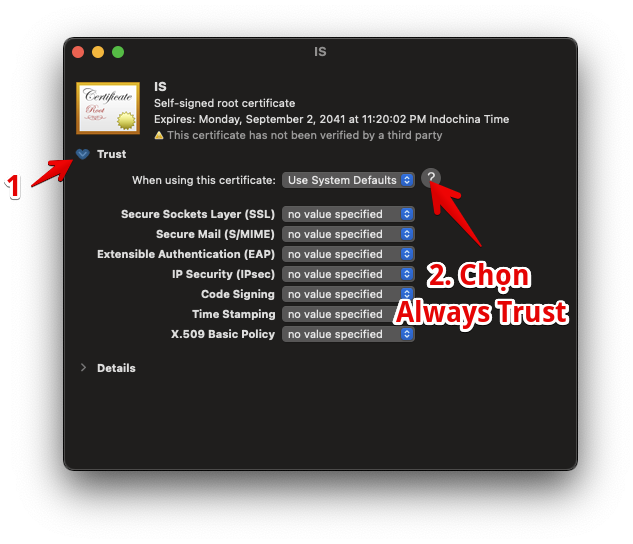 IS
Certificate
Root
IS
Self-signed root certificate
Expires: Monday, September 2, 2041 at 11:20:02 PM Indochina Time
This certificate has not been verified by a third party
1
Trust
When using this certificate: Use System Defaults ?
Secure Sockets Layer (SSL) no value specified
Secure Mail (S/MIME) no value specified
Extensible Authentication (EAP) no value specified
IP Security (IPsec) no value specified
Code Signing no value specified
Time Stamping no value specified
X.509 Basic Policy no value specified
2. Chọn
Always Trust
Details